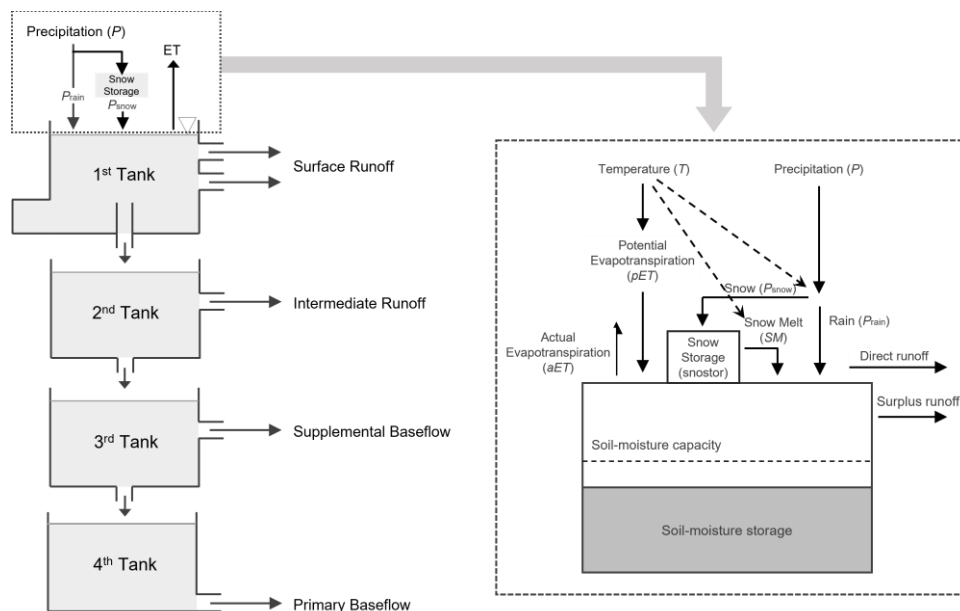 Precipitation (P)
ET
Snow
Storage
Prain
Psnow
1st Tank
Surface Runoff
2nd Tank
Intermediate Runoff
3rd Tank
Supplemental Baseflow
4th Tank
Primary Baseflow
Temperature (T)
Precipitation (P)
Potential
Evapotranspiration
(pET)
Snow (Psnow)
Actual
Evapotranspiration
(aET)
Snow
Storage
(snostor)
Snow Melt
(SM)
Rain (Prain)
Direct runoff
Surplus runoff
Soil-moisture capacity
Soil-moisture storage